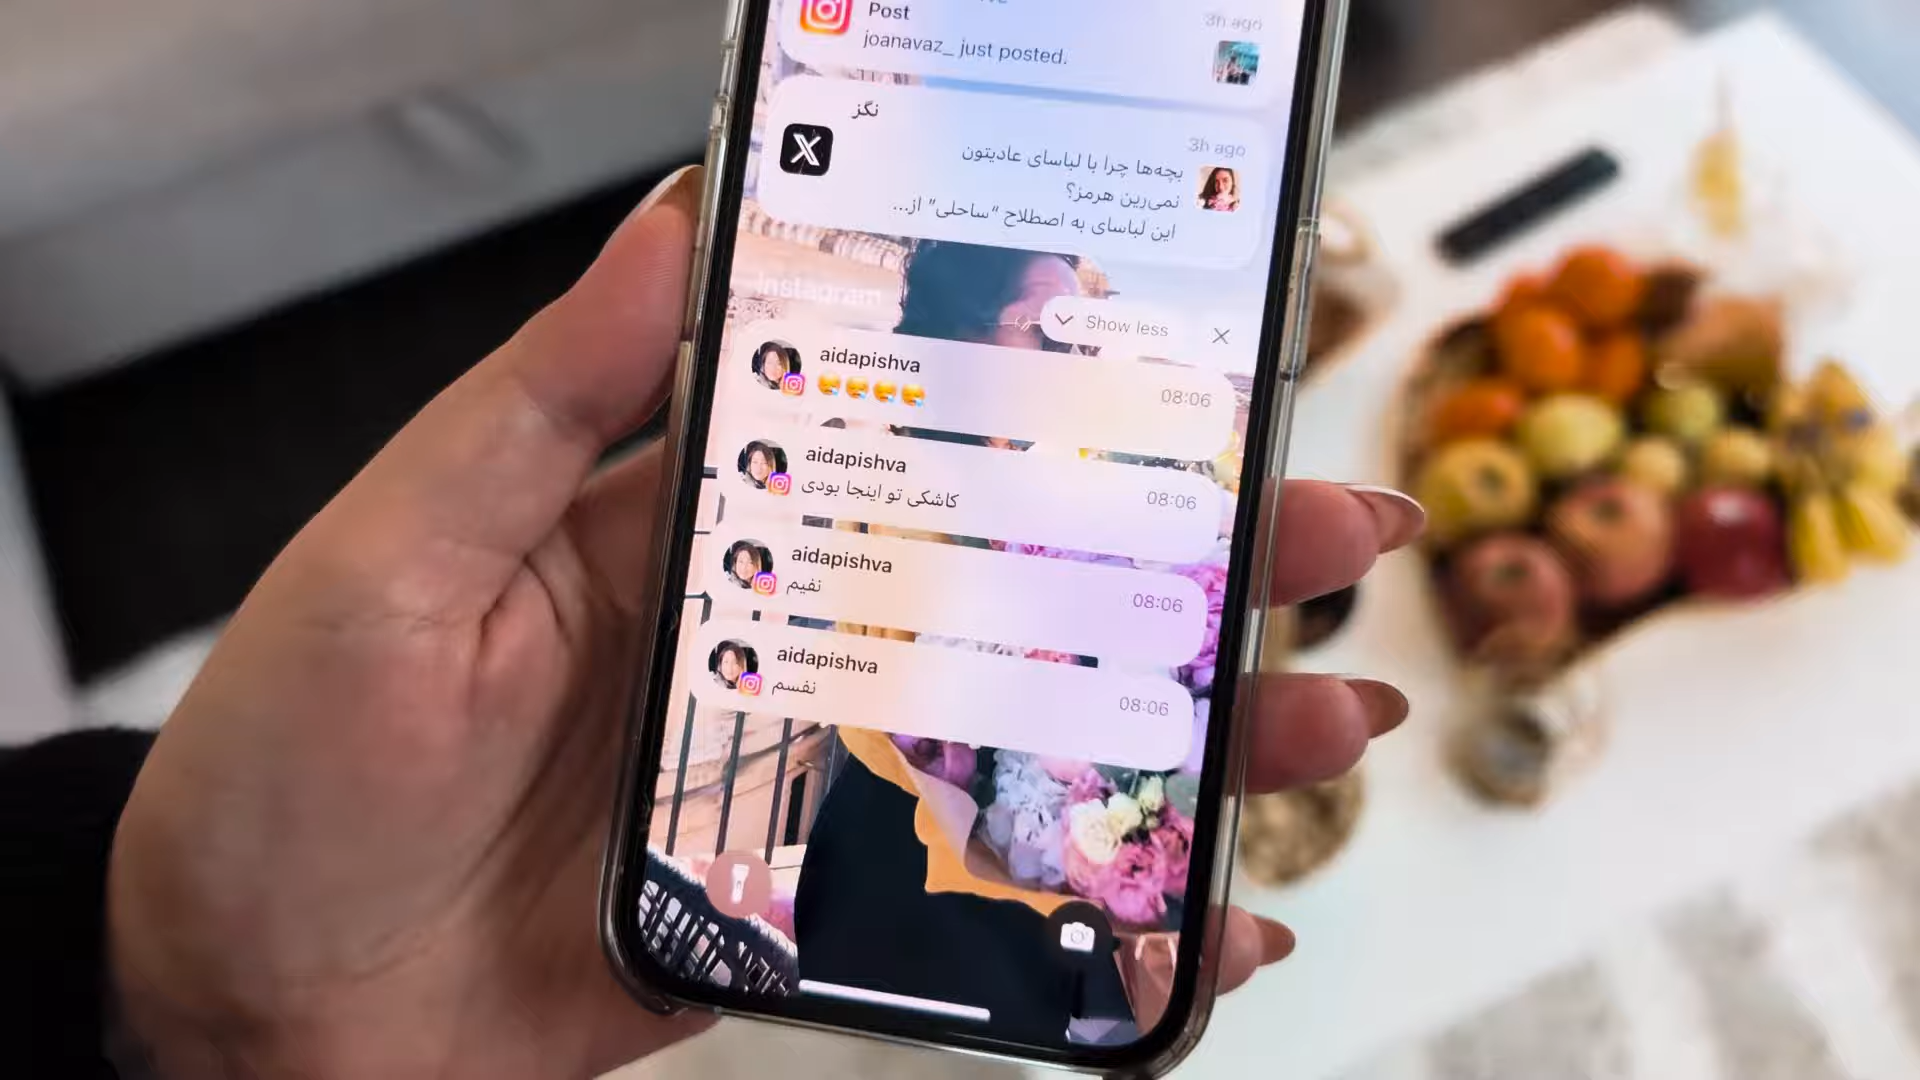 Post
3h ago
joanavaz_ just posted.
نگز
3h ago
بچه‌ها چرا با لباسای عادیتون
نمی‌رین هرمز؟
این لباسای به اصطلاح “ساحلی” از...
Instagram
Show less
aidapishva
😪😪😪😪
08:06
aidapishva
کاشکی تو اینجا بودی
08:06
aidapishva
نفیم
08:06
aidapishva
نفسم
08:06